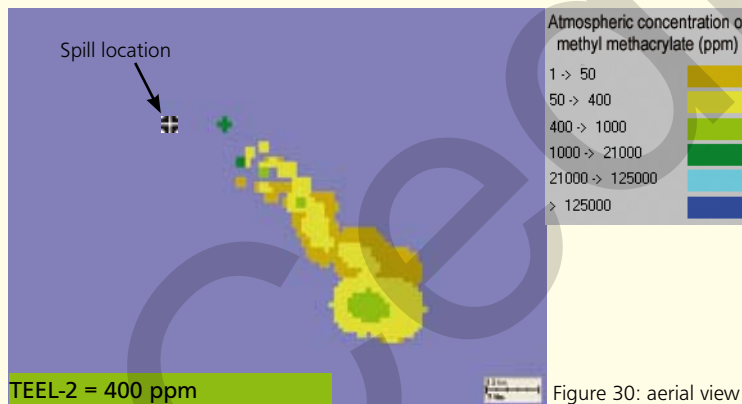 Spill location
Atmospheric concentration o
methyl methacrylate (ppm)
1 -> 50
50 -> 400
400 -> 1000
1000 -> 21000
21000 -> 125000
> 125000
TEEL-2 = 400 ppm
Figure 30: aerial view